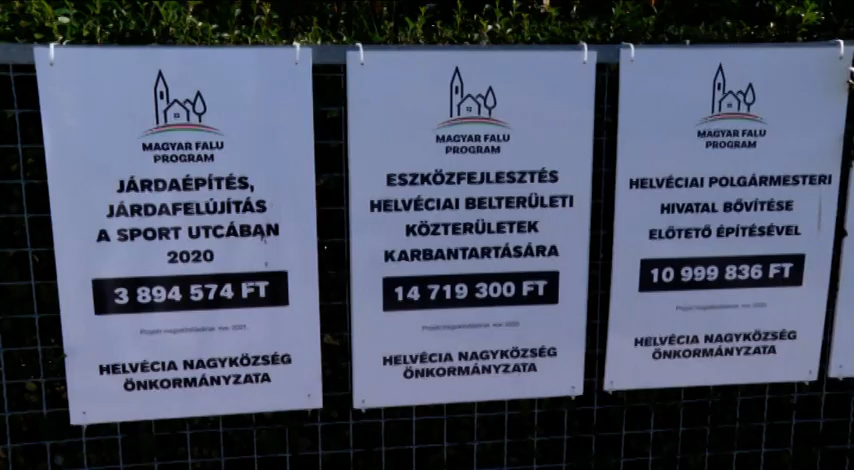 MAGYAR FALU
PROGRAM
JÁRDAÉPÍTÉS,
JÁRDAFELÚJÍTÁS
A SPORT UTCÁBAN
2020
3 894 574 FT
HELVÉCIA NAGYKÖZSÉG
ÖNKORMÁNYZATA
MAGYAR FALU
PROGRAM
ESZKÖZFEJLESZTÉS
HELVÉCIAI BELTERÜLETI
KÖZTERÜLETEK
KARBANTARTÁSÁRA
14 719 300 FT
HELVÉCIA NAGYKÖZSÉG
ÖNKORMÁNYZATA
MAGYAR FALU
PROGRAM
HELVÉCIAI POLGÁRMESTERI
HIVATAL BŐVÍTÉSE
ELŐTETŐ ÉPÍTÉSÉVEL
10 999 836 FT
HELVÉCIA NAGYKÖZSÉG
ÖNKORMÁNYZATA